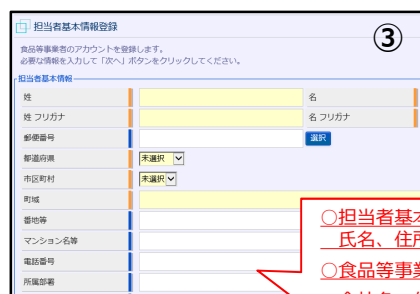 担当者基本情報登録
③
食品等事業者のアカウントを登録します。
必要な情報を入力して「次へ」ボタンをクリックしてください。
担当者基本情報
姓 名
姓 フリガナ 名 フリガナ
郵便番号 選択
都道府県 未選択
市区町村 未選択
町域
番地等
マンション名等
電話番号
所属部署
○担当者基本
氏名、住所
○食品等事業